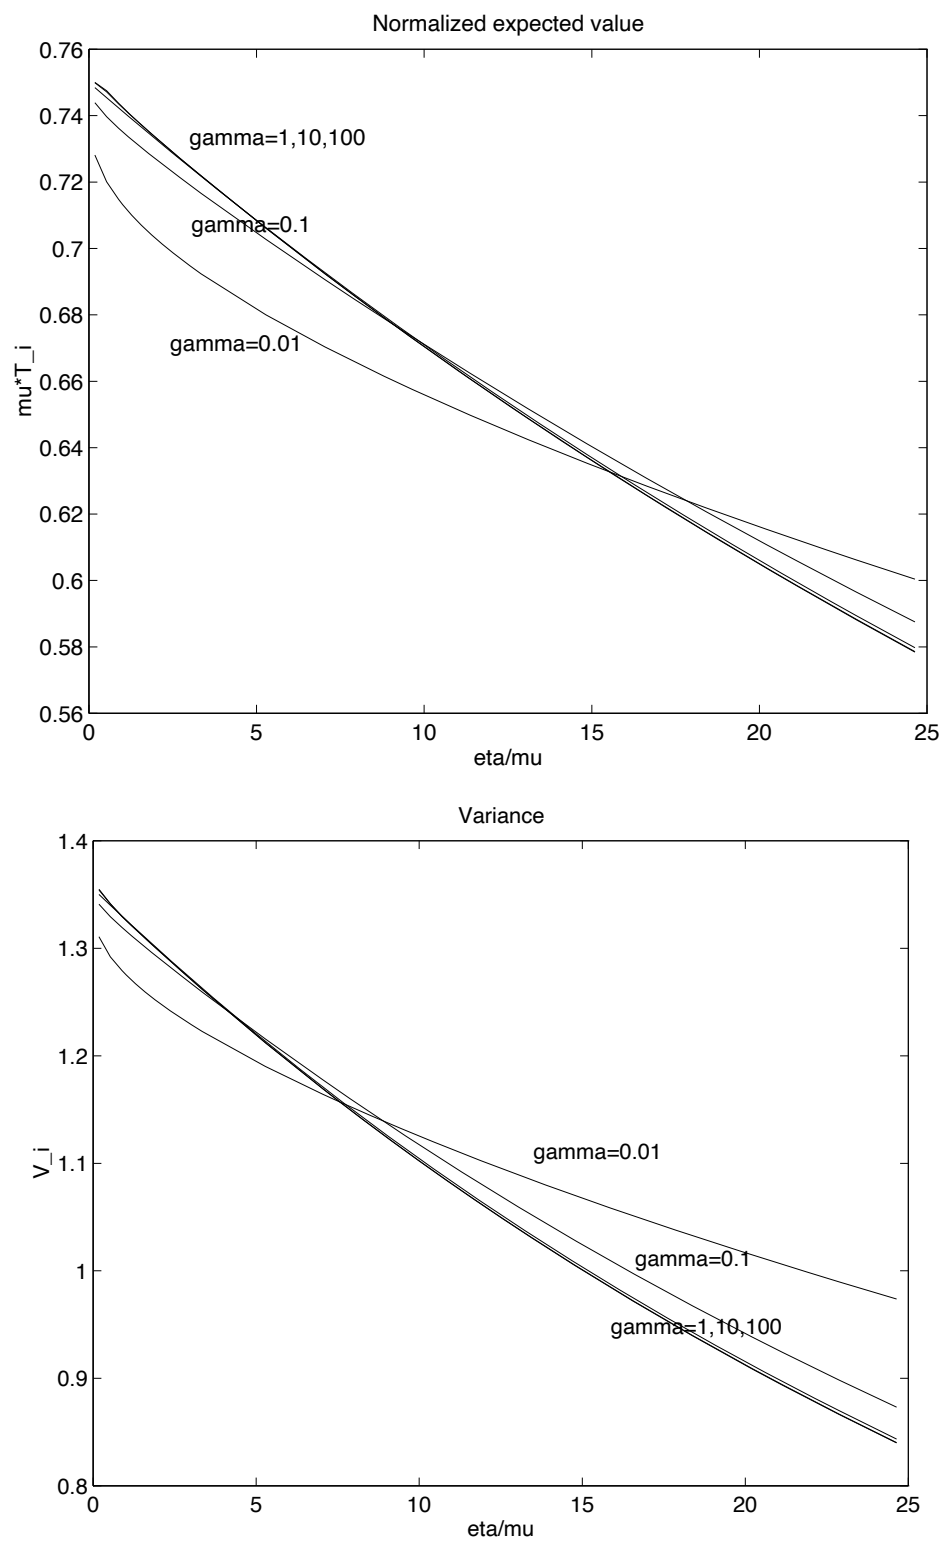 Normalized expected value
0.76
0.74
0.72
0.7
0.68
0.66
0.64
0.62
0.6
0.58
0.56
mu*T_i
gamma=1,10,100
gamma=0.1
gamma=0.01
0 5 10 15 20 25
eta/mu
Variance
1.4
1.3
1.2
1.1
1
0.9
0.8
V_i
gamma=0.01
gamma=0.1
gamma=1,10,100
0 5 10 15 20 25
eta/mu